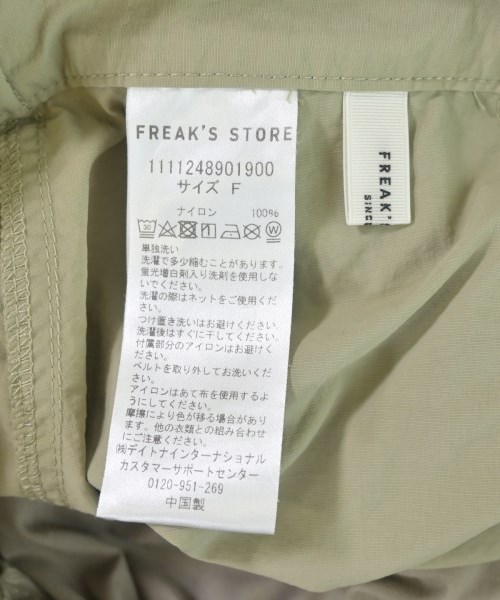 FREAK'S STORE
1111248901900
サイズ F
ナイロン 100%
30
W
単独洗い
洗濯で多少縮むことがあります。
蛍光増白剤入り洗剤を使用しな
いでください。
洗濯の際はネットをご使用くだ
さい。
つけ置き洗いはお避けください。
洗濯後はすぐに干してください。
付属部分のアイロンはお避けく
ださい。
ベルトを取り外してお洗いくだ
さい。
アイロンはあて布を使用するよ
うにしてください。
摩擦により色が移る場合があり
ます。他の衣類との組み合わせ
にご注意ください。
㈱デイトナインターナショナル
カスタマーサポートセンター
0120-951-269
中国製
FREAK'S
SINC